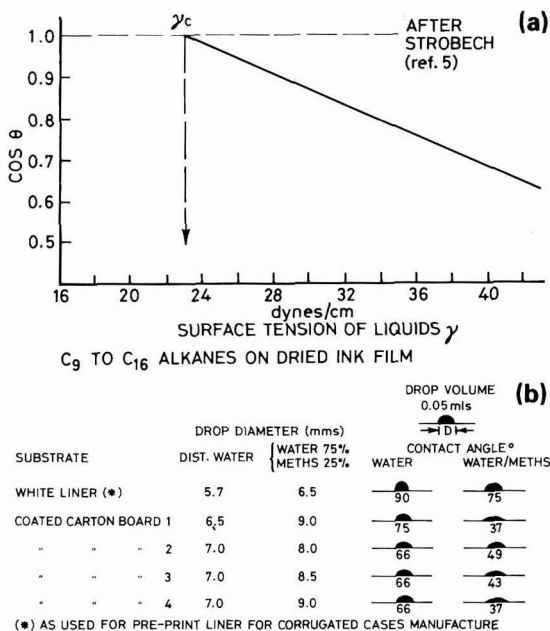 (a)
γc
AFTER
STROBECH
(ref. 5)
1.0
0.9
0.8
0.7
0.6
0.5
COS θ
16 20 24 28 32 36 40
dynes/cm
SURFACE TENSION OF LIQUIDS γ
C9 TO C16 ALKANES ON DRIED INK FILM
(b)
DROP VOLUME
0.05 mls
D
DROP DIAMETER (mms)
SUBSTRATE DIST. WATER { WATER 75% METHS 25% CONTACT ANGLE° WATER WATER/METHS
WHITE LINER (*) 5.7 6.5 90 75
COATED CARTON BOARD 1 6.5 9.0 75 37
" " " 2 7.0 8.0 66 49
" " " 3 7.0 8.5 66 43
" " " 4 7.0 9.0 66 37
(*) AS USED FOR PRE-PRINT LINER FOR CORRUGATED CASES MANUFACTURE